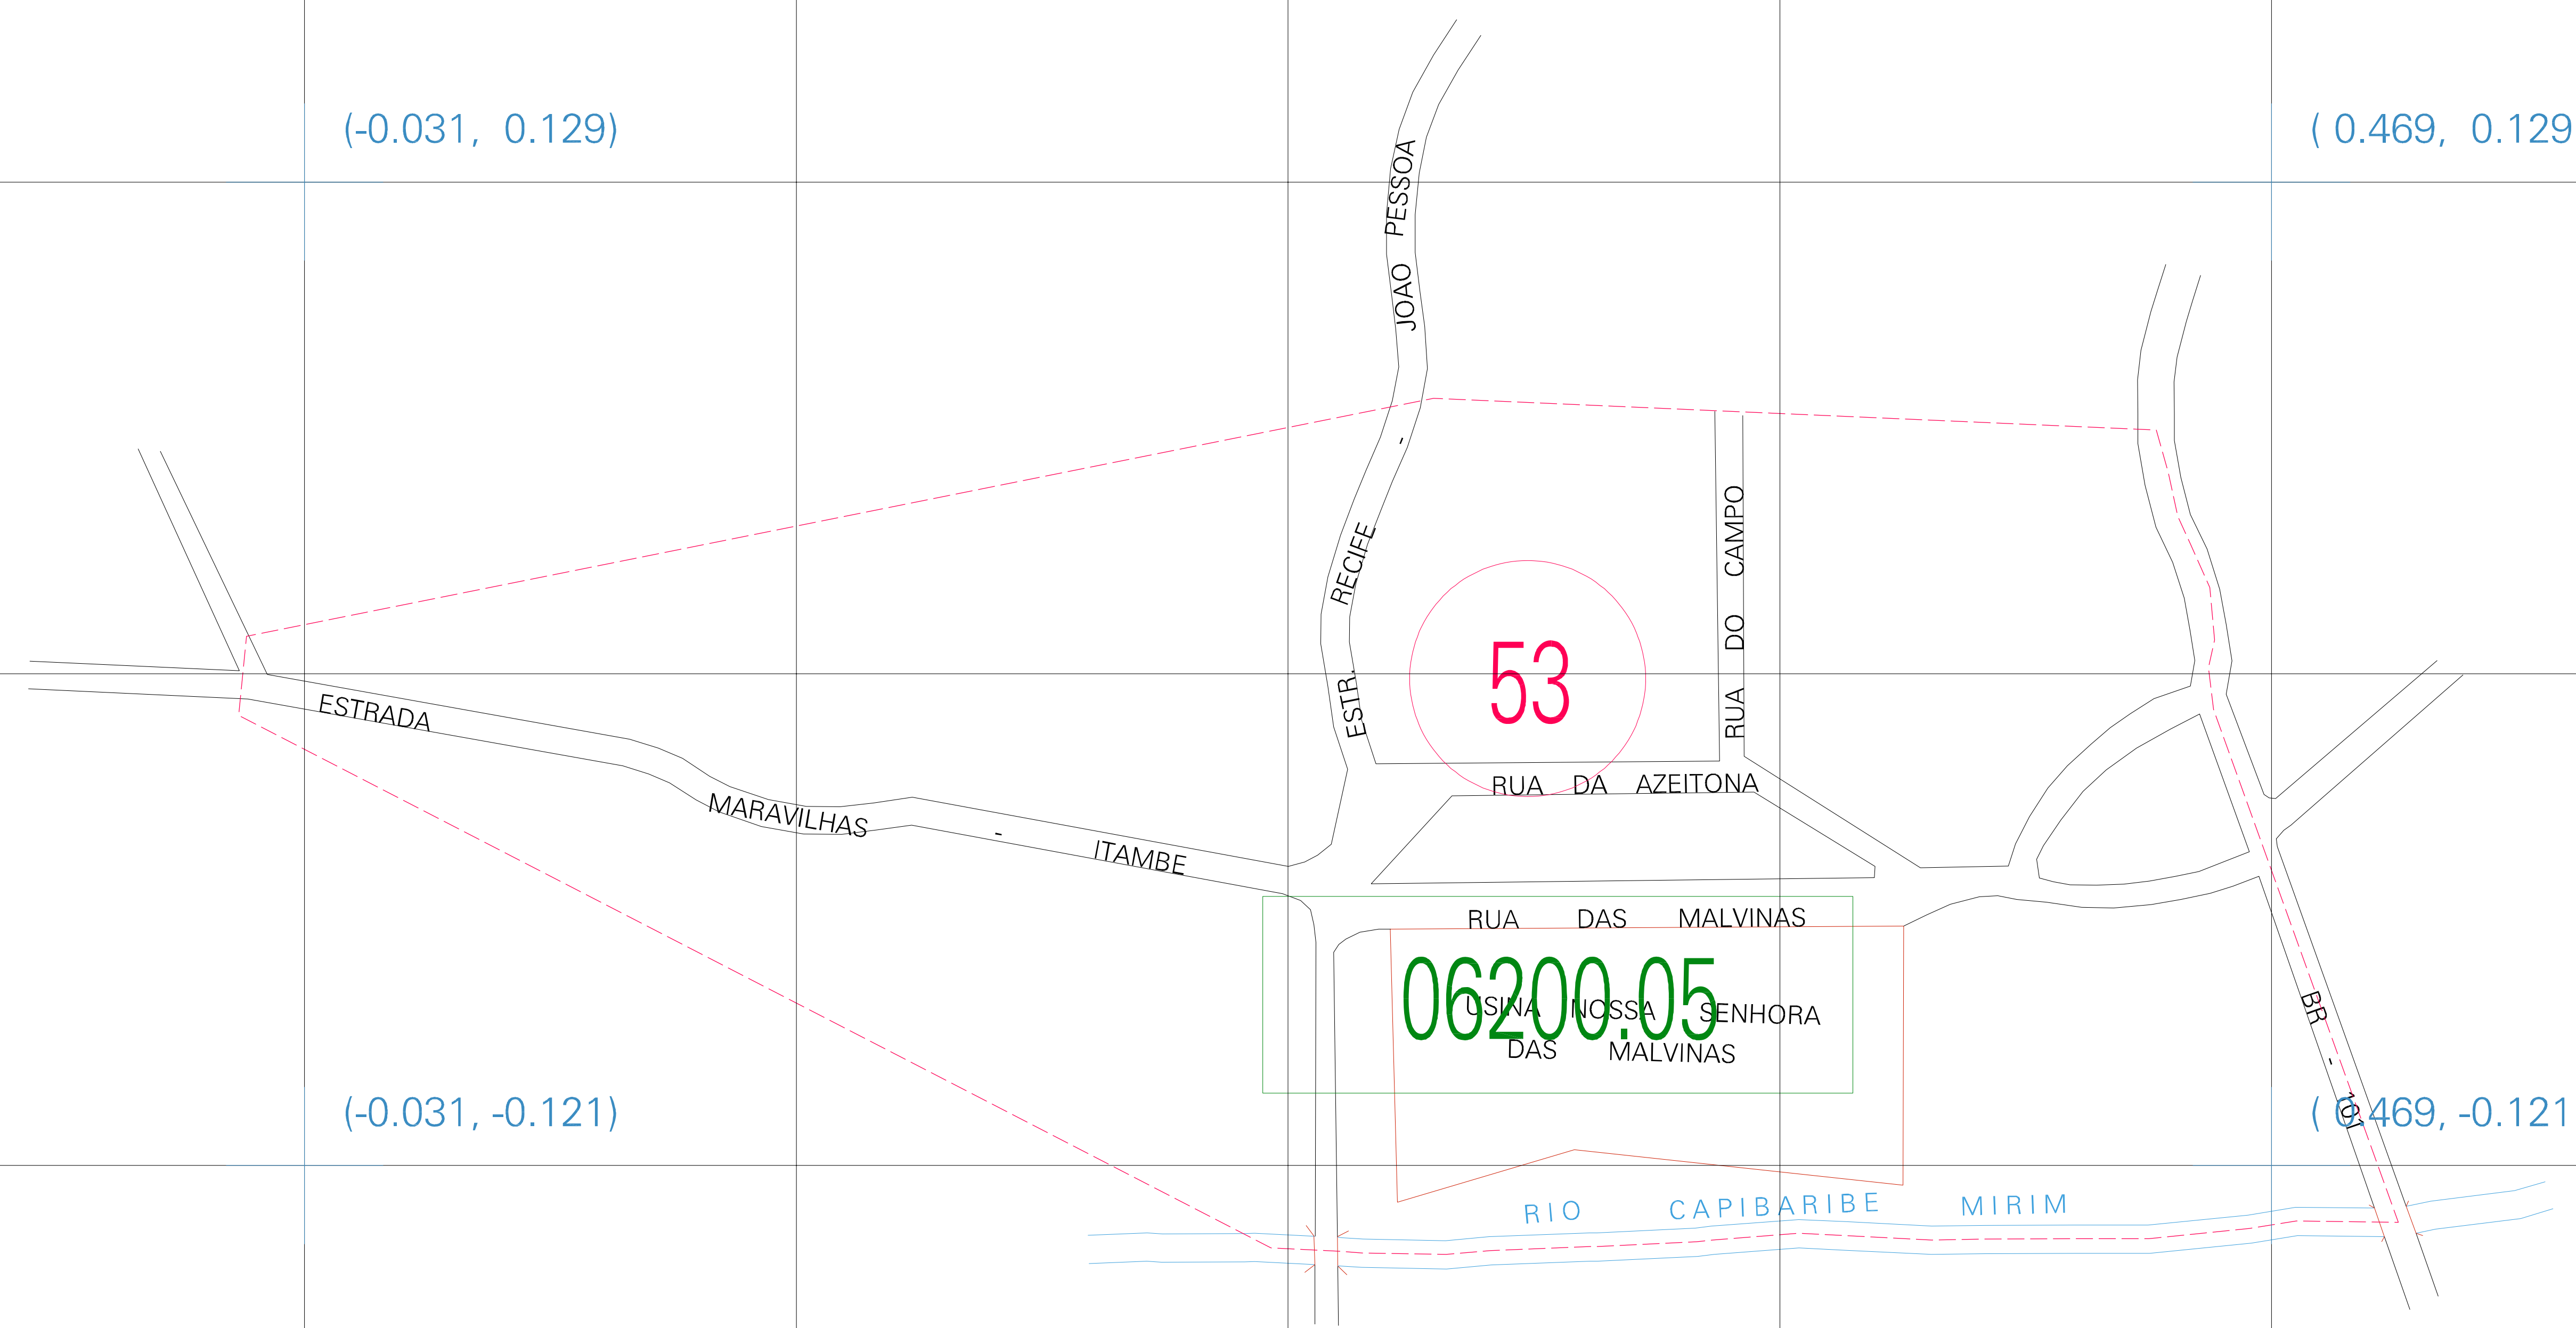 (-0.031, 0.129)
( 0.469, 0.129
ESTR. RECIFE - JOAO PESSOA
RUA DO CAMPO
53
ESTRADA MARAVILHAS - ITAMBE
RUA DA AZEITONA
RUA DAS MALVINAS
06200.05
USINA NOSSA SENHORA
DAS MALVINAS
BR - 101
(-0.031, -0.121)
( 0.469, -0.121
RIO CAPIBARIBE MIRIM